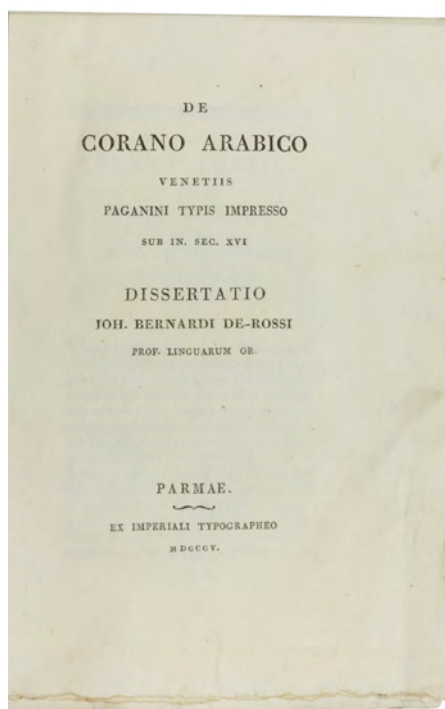 DE
CORANO ARABICO
VENETIIS
PAGANINI TYPIS IMPRESSO
SUB IN. SEC. XVI
DISSERTATIO
JOH. BERNARDI DE-ROSSI
PROF. LINGUARUM OR.
PARMAE.
EX IMPERIALI TYPOGRAPHEO
MDCCCV.